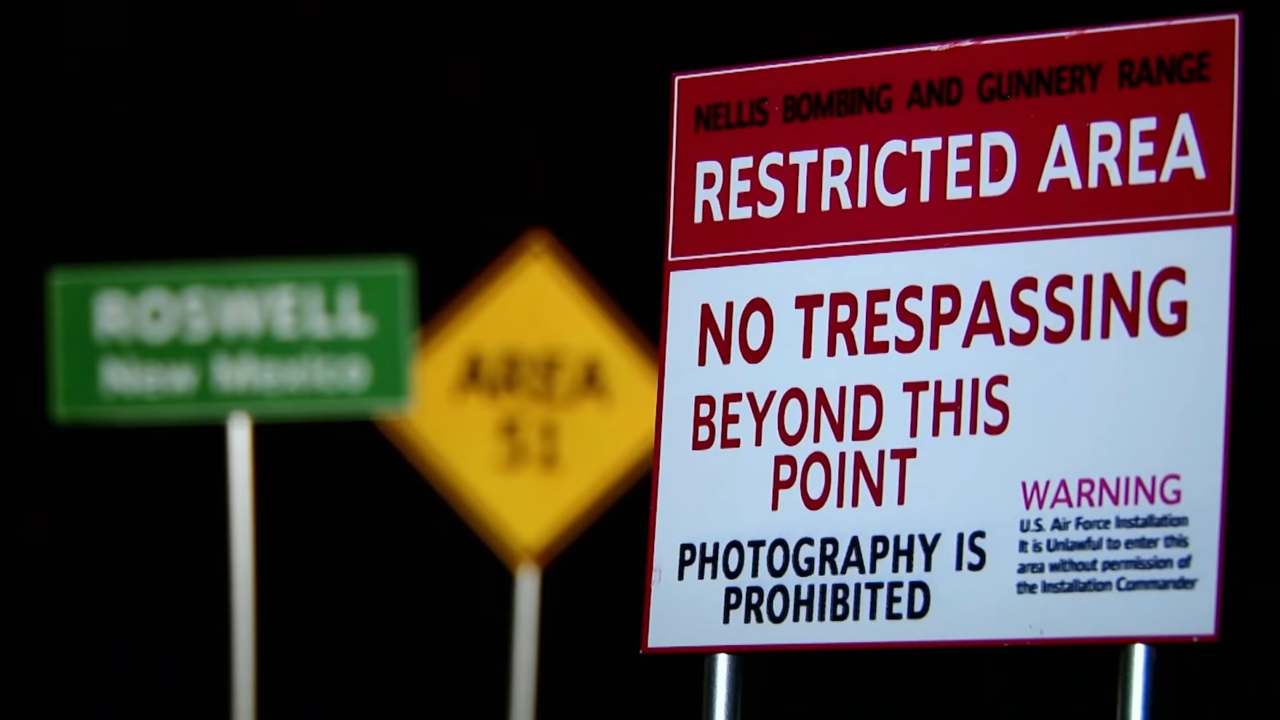 NELLIS BOMBING AND GUNNERY RANGE
RESTRICTED AREA
NO TRESPASSING
BEYOND THIS
POINT
PHOTOGRAPHY IS
PROHIBITED
WARNING
U.S. Air Force Installation
It is Unlawful to enter this
area without permission of
the Installation Commander
ROSWELL
New Mexico
AREA
51